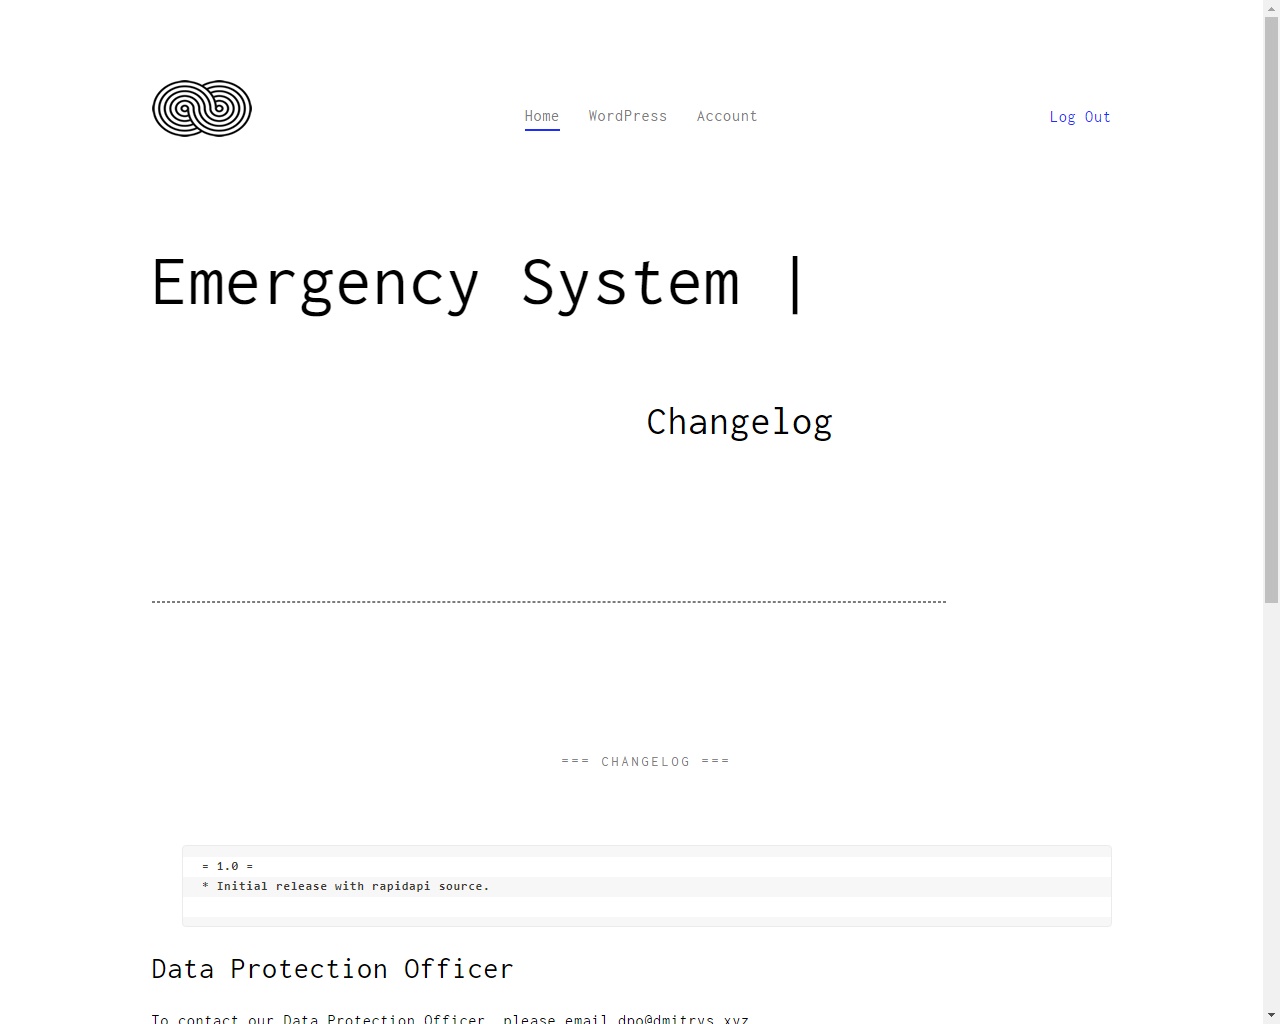 Home WordPress Account Log Out
Emergency System |
Changelog
=== CHANGELOG ===
= 1.0 =
* Initial release with rapidapi source.
Data Protection Officer
To contact our Data Protection Officer, please email dpo@dmitrys.xyz